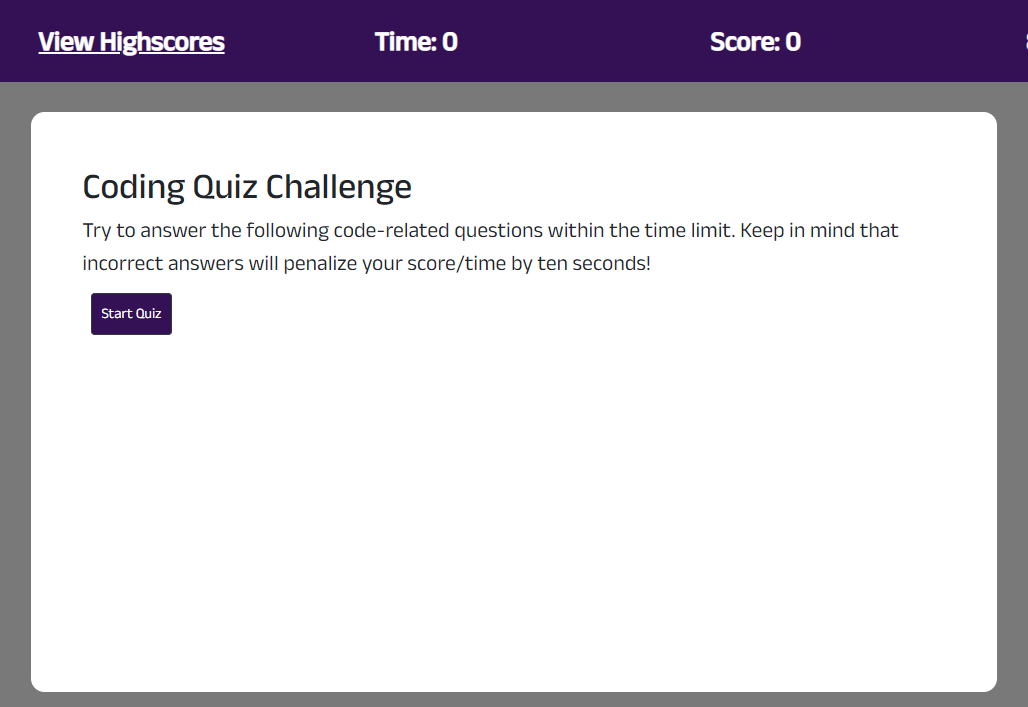 View Highscores Time: 0 Score: 0
Coding Quiz Challenge
Try to answer the following code-related questions within the time limit. Keep in mind that
incorrect answers will penalize your score/time by ten seconds!
Start Quiz